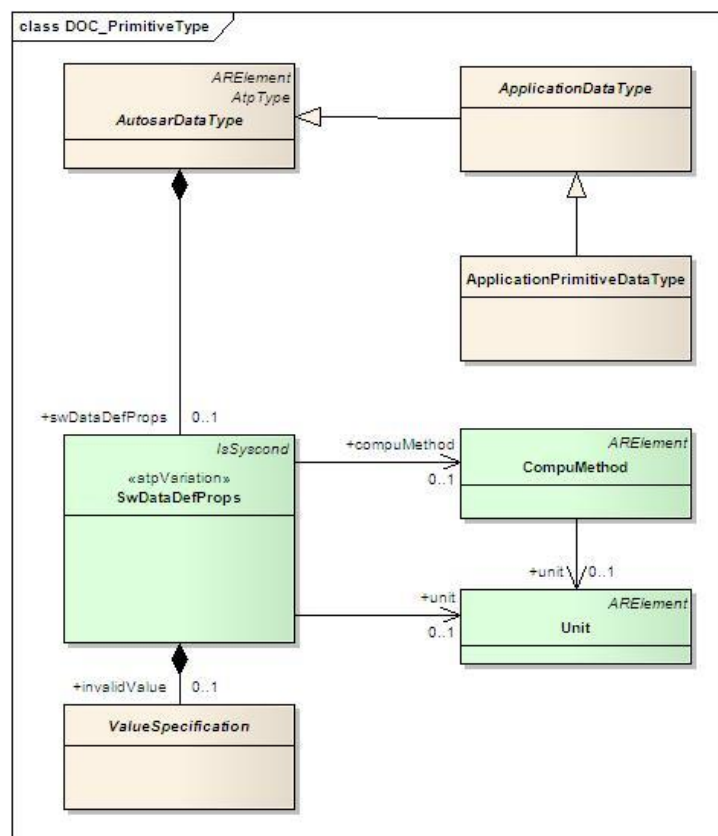 class DOC_PrimitiveType
ARElement
AtpType
AutosarDataType
ApplicationDataType
ApplicationPrimitiveDataType
+swDataDefProps 0..1
IsSyscond
«atpVariation»
SwDataDefProps
+compuMethod
0..1
ARElement
CompuMethod
+unit 0..1
+unit
0..1
ARElement
Unit
+invalidValue 0..1
ValueSpecification